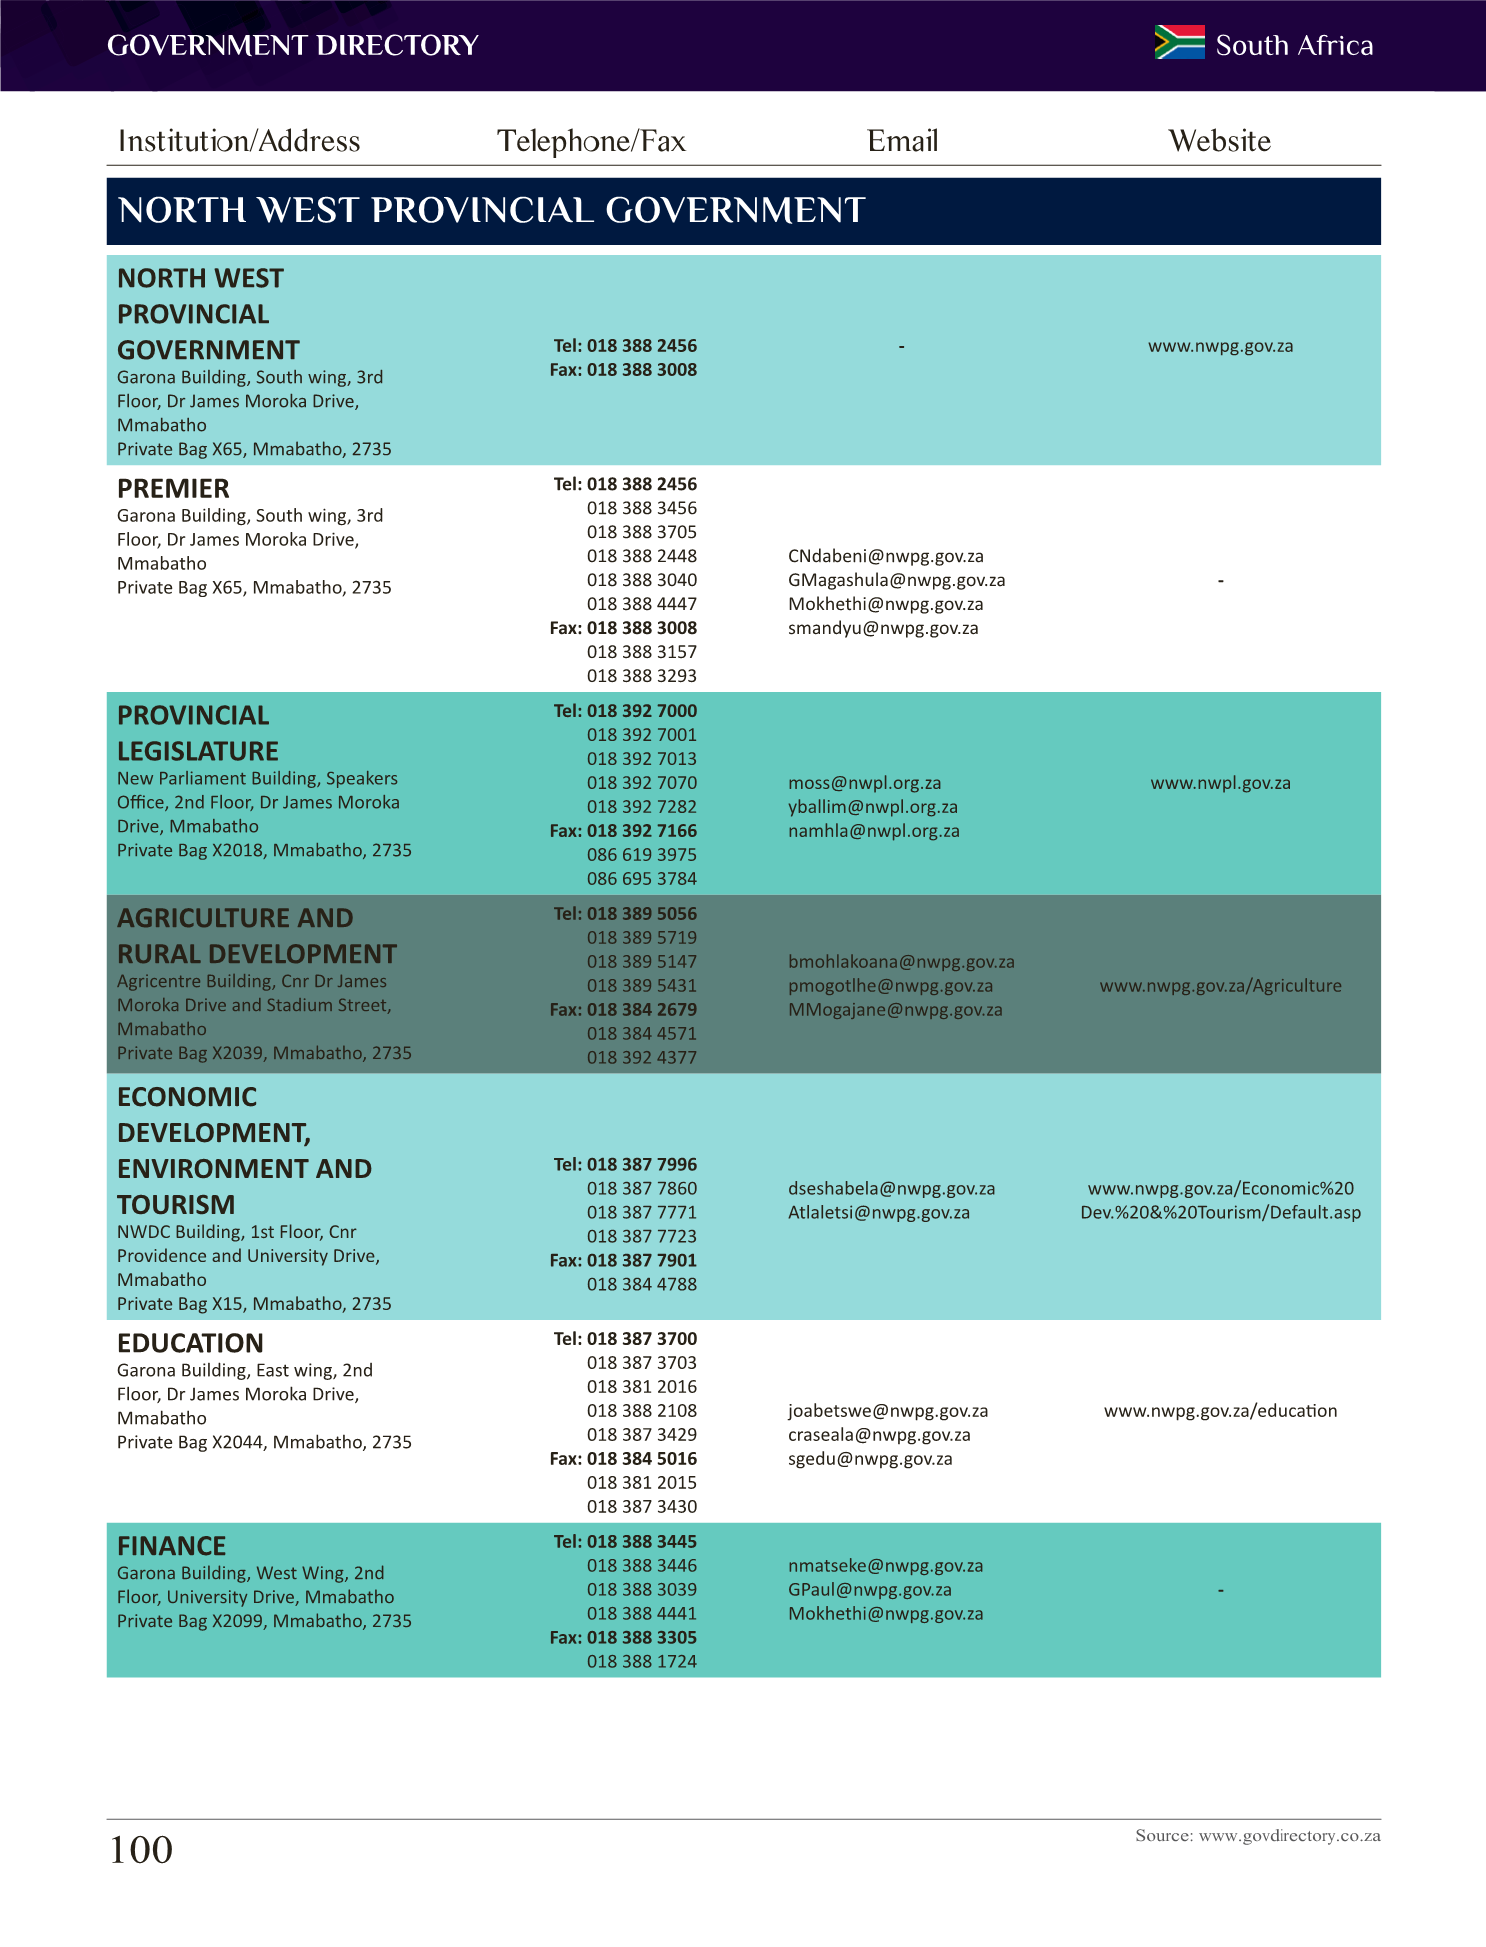 GOVERNMENT DIRECTORY
South Africa
Institution/Address
Telephone/Fax
Email
Website
NORTH WEST PROVINCIAL GOVERNMENT
NORTH WEST
PROVINCIAL
GOVERNMENT
Garona Building, South wing, 3rd
Floor, Dr James Moroka Drive,
Mmabatho
Private Bag X65, Mmabatho, 2735
Tel: 018 388 2456
Fax: 018 388 3008
-
www.nwpg.gov.za
PREMIER
Garona Building, South wing, 3rd
Floor, Dr James Moroka Drive,
Mmabatho
Private Bag X65, Mmabatho, 2735
Tel: 018 388 2456
018 388 3456
018 388 3705
018 388 2448
018 388 3040
018 388 4447
Fax: 018 388 3008
018 388 3157
018 388 3293
CNdabeni@nwpg.gov.za
GMagashula@nwpg.gov.za
Mokhethi@nwpg.gov.za
smandyu@nwpg.gov.za
-
PROVINCIAL
LEGISLATURE
New Parliament Building, Speakers
Office, 2nd Floor, Dr James Moroka
Drive, Mmabatho
Private Bag X2018, Mmabatho, 2735
Tel: 018 392 7000
018 392 7001
018 392 7013
018 392 7070
018 392 7282
Fax: 018 392 7166
086 619 3975
086 695 3784
moss@nwpl.org.za
yballim@nwpl.org.za
namhla@nwpl.org.za
www.nwpl.gov.za
AGRICULTURE AND
RURAL DEVELOPMENT
Agricentre Building, Cnr Dr James
Moroka Drive and Stadium Street,
Mmabatho
Private Bag X2039, Mmabatho, 2735
Tel: 018 389 5056
018 389 5719
018 389 5147
018 389 5431
Fax: 018 384 2679
018 384 4571
018 392 4377
bmohlakoana@nwpg.gov.za
pmogotlhe@nwpg.gov.za
MMogajane@nwpg.gov.za
www.nwpg.gov.za/Agriculture
ECONOMIC
DEVELOPMENT,
ENVIRONMENT AND
TOURISM
NWDC Building, 1st Floor, Cnr
Providence and University Drive,
Mmabatho
Private Bag X15, Mmabatho, 2735
Tel: 018 387 7996
018 387 7860
018 387 7771
018 387 7723
Fax: 018 387 7901
018 384 4788
dseshabela@nwpg.gov.za
Atlaletsi@nwpg.gov.za
www.nwpg.gov.za/Economic%20
Dev.%20&%20Tourism/Default.asp
EDUCATION
Garona Building, East wing, 2nd
Floor, Dr James Moroka Drive,
Mmabatho
Private Bag X2044, Mmabatho, 2735
Tel: 018 387 3700
018 387 3703
018 381 2016
018 388 2108
018 387 3429
Fax: 018 384 5016
018 381 2015
018 387 3430
joabetswe@nwpg.gov.za
craseala@nwpg.gov.za
sgedu@nwpg.gov.za
www.nwpg.gov.za/education
FINANCE
Garona Building, West Wing, 2nd
Floor, University Drive, Mmabatho
Private Bag X2099, Mmabatho, 2735
Tel: 018 388 3445
018 388 3446
018 388 3039
018 388 4441
Fax: 018 388 3305
018 388 1724
nmatseke@nwpg.gov.za
GPaul@nwpg.gov.za
Mokhethi@nwpg.gov.za
-
100
Source: www.govdirectory.co.za